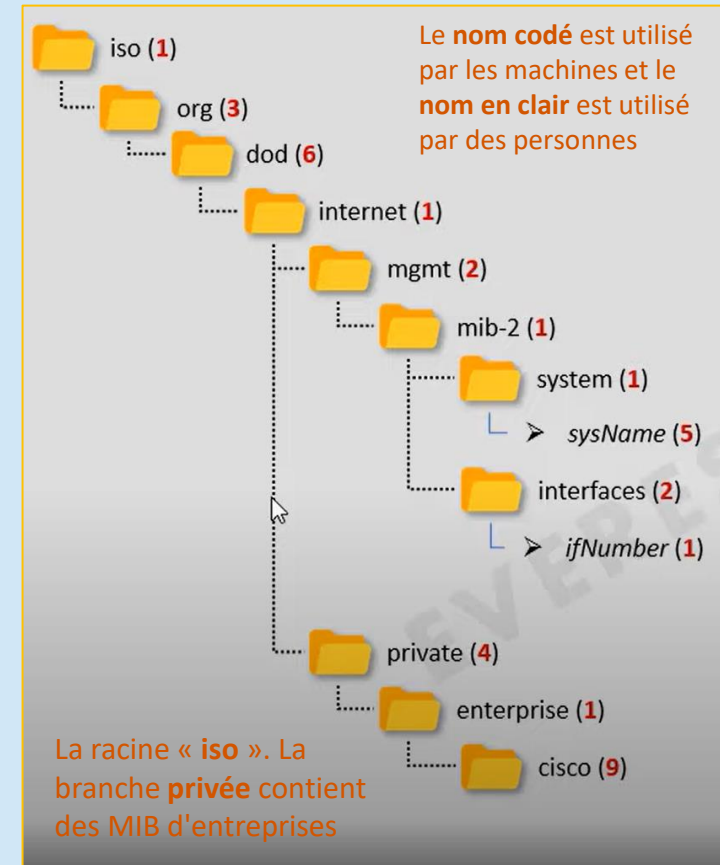 iso (1)
Le nom codé est utilisé
par les machines et le
nom en clair est utilisé
par des personnes
org (3)
dod (6)
internet (1)
mgmt (2)
mib-2 (1)
system (1)
➢ sysName (5)
interfaces (2)
➢ ifNumber (1)
private (4)
enterprise (1)
cisco (9)
La racine « iso ». La
branche privée contient
des MIB d'entreprises